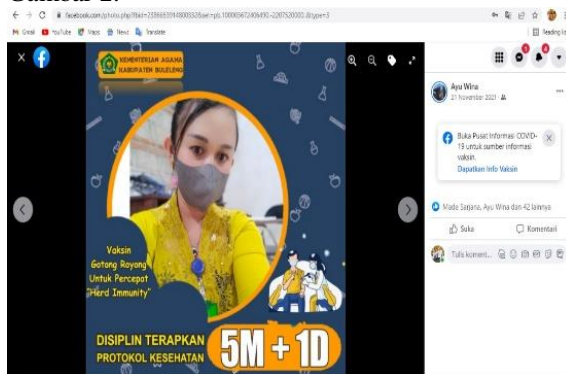 Gambar 2.
Gmail
YouTube
Maps
News
Translate
Reading list
KEMENTERIAN AGAMA
KABUPATEN BULELENG
Vaksin
Gotong Royong
Untuk Percepat
"Herd Immunity"
DISIPLIN TERAPKAN
PROTOKOL KESEHATAN
5M + 1D
Ayu Wina
21 November 2021
Buka Pusat Informasi COVID-
19 untuk sumber informasi
vaksin.
Dapatkan Info Vaksin
Made Sarjana, Ayu Wina dan 42 lainnya
Suka
Komentari
Tulis koment...